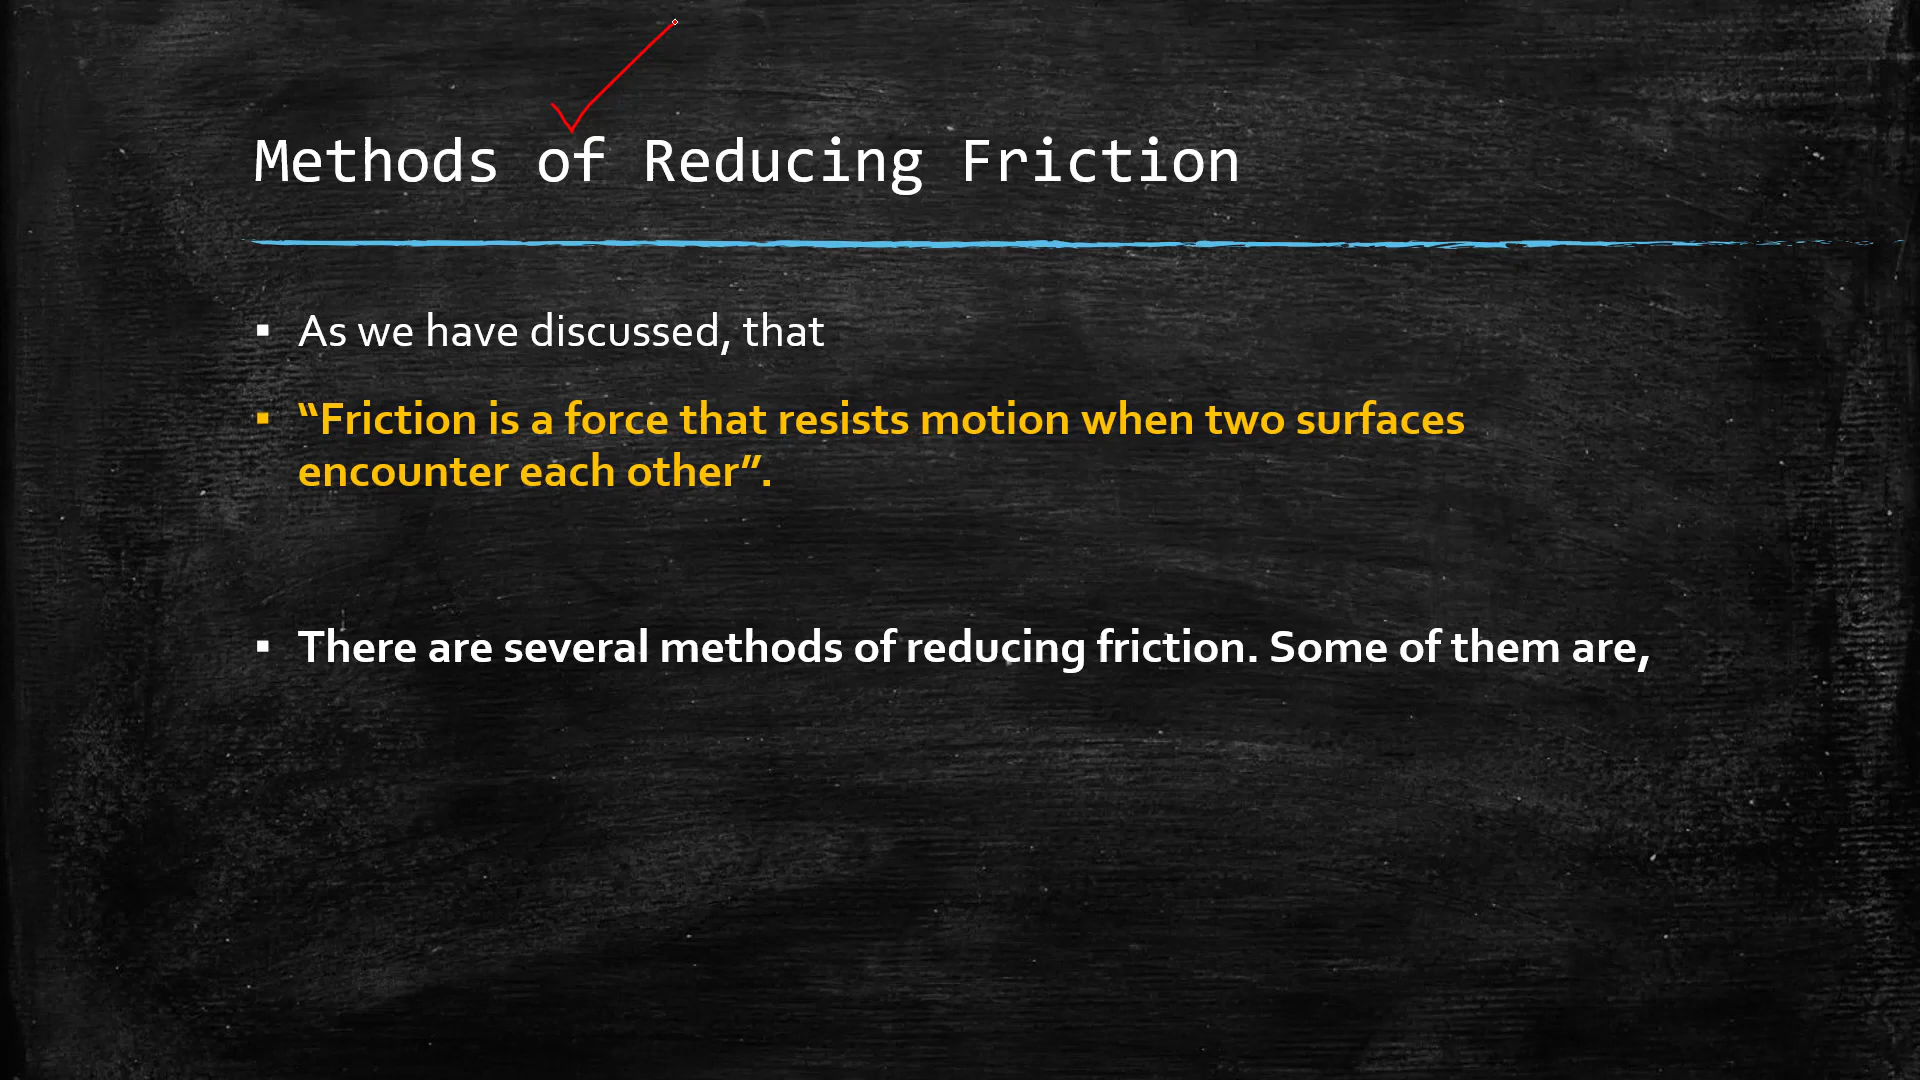 Methods of Reducing Friction
As we have discussed, that
“Friction is a force that resists motion when two surfaces
encounter each other”.
There are several methods of reducing friction. Some of them are,